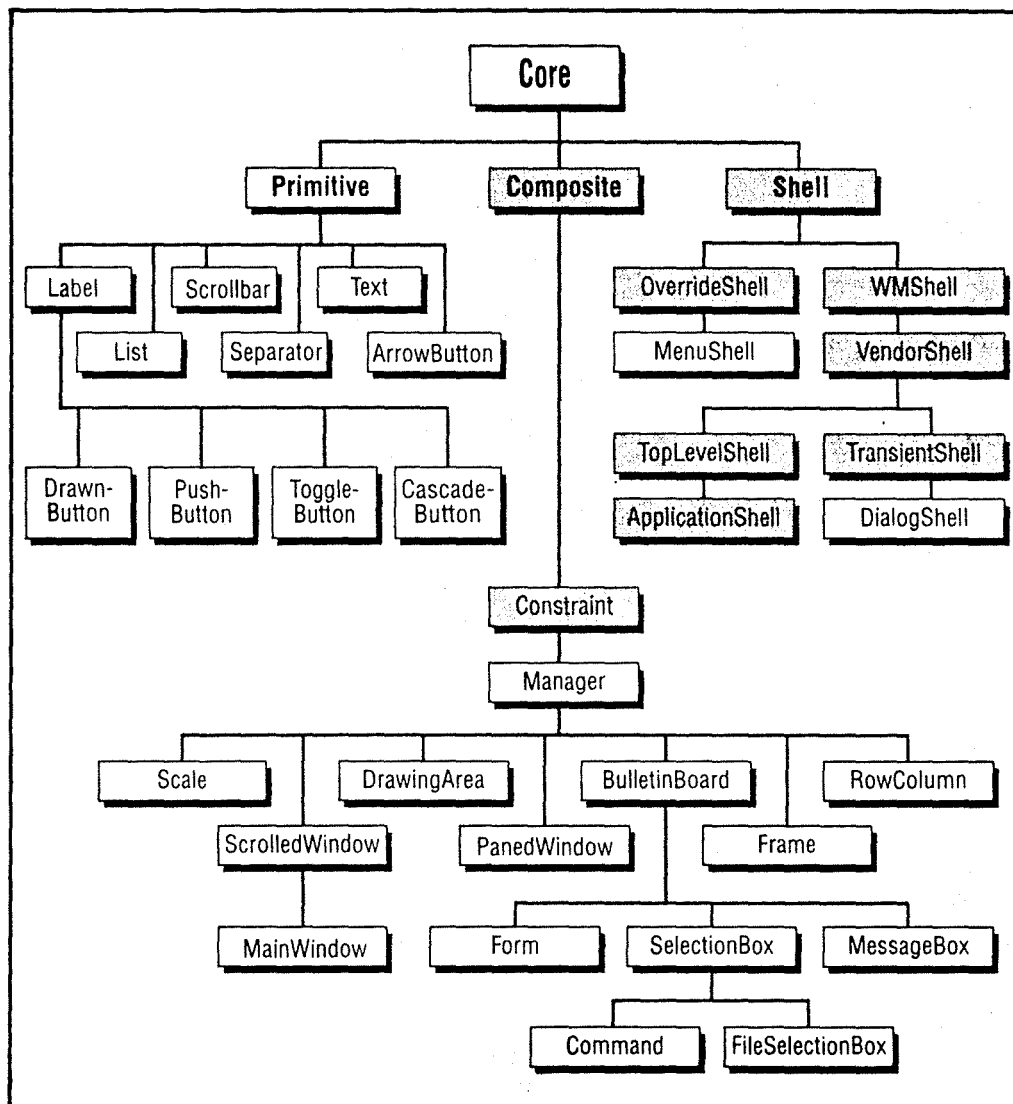 Core
Primitive
Composite
Shell
Label
Scrollbar
Text
List
Separator
ArrowButton
OverrideShell
WMShell
MenuShell
VendorShell
Drawn-
Button
Push-
Button
Toggle-
Button
Cascade-
Button
TopLevelShell
TransientShell
ApplicationShell
DialogShell
Constraint
Manager
Scale
DrawingArea
BulletinBoard
RowColumn
ScrolledWindow
PanedWindow
Frame
MainWindow
Form
SelectionBox
MessageBox
Command
FileSelectionBox